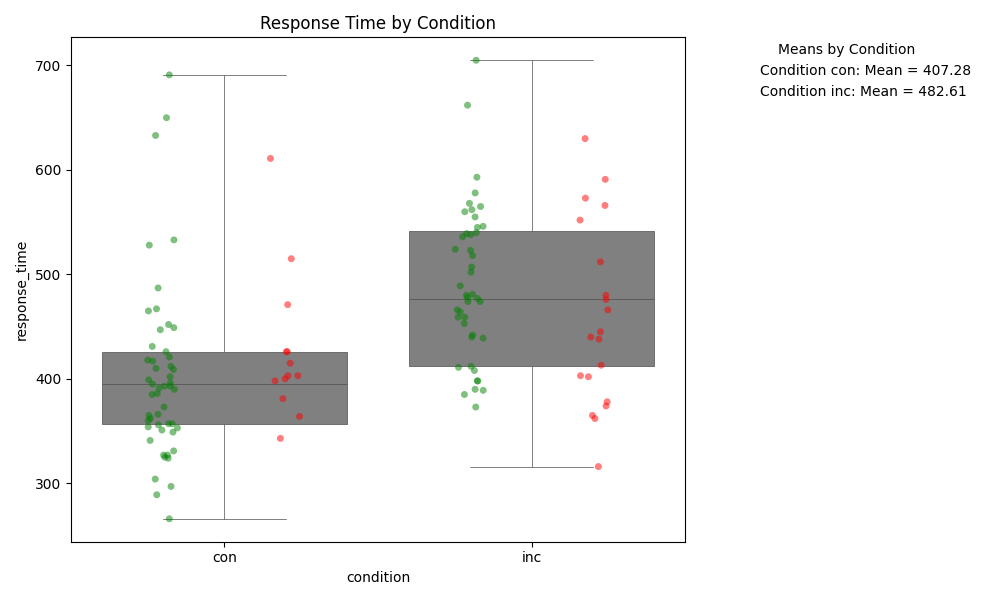 Response Time by Condition
Means by Condition
Condition con: Mean = 407.28
Condition inc: Mean = 482.61
700
600
500
400
300
response_time
con
inc
condition